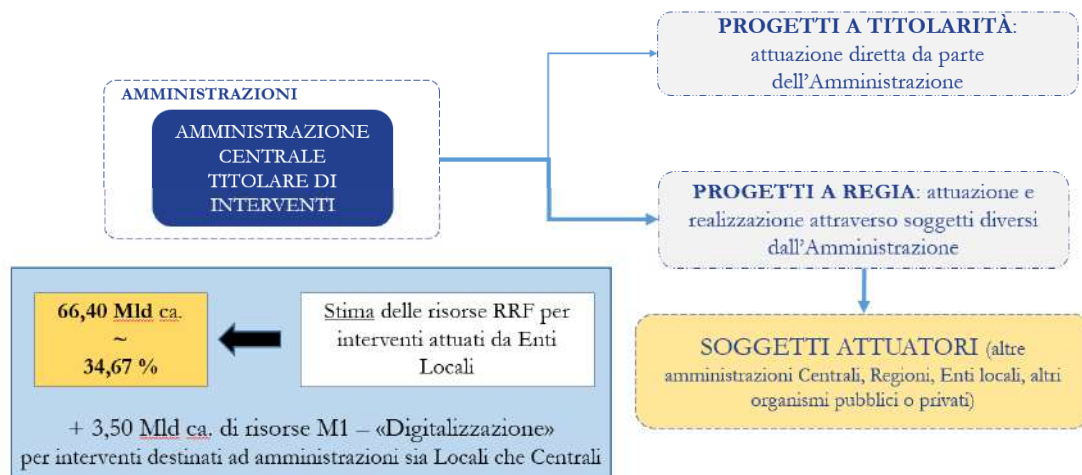 PROGETTI A TITOLARITÀ:
attuazione diretta da parte
dell'Amministrazione
AMMINISTRAZIONI
AMMINISTRAZIONE
CENTRALE
TITOLARE DI
INTERVENTI
PROGETTI A REGIA: attuazione e
realizzazione attraverso soggetti diversi
dall'Amministrazione
66,40 Mld ca.
~
34,67 %
Stima delle risorse RRF per
interventi attuati da Enti
Locali
SOGGETTI ATTUATORI (altre
amministrazioni Centrali, Regioni, Enti locali, altri
organismi pubblici o privati)
+ 3,50 Mld ca. di risorse M1 – «Digitalizzazione»
per interventi destinati ad amministrazioni sia Locali che Centrali